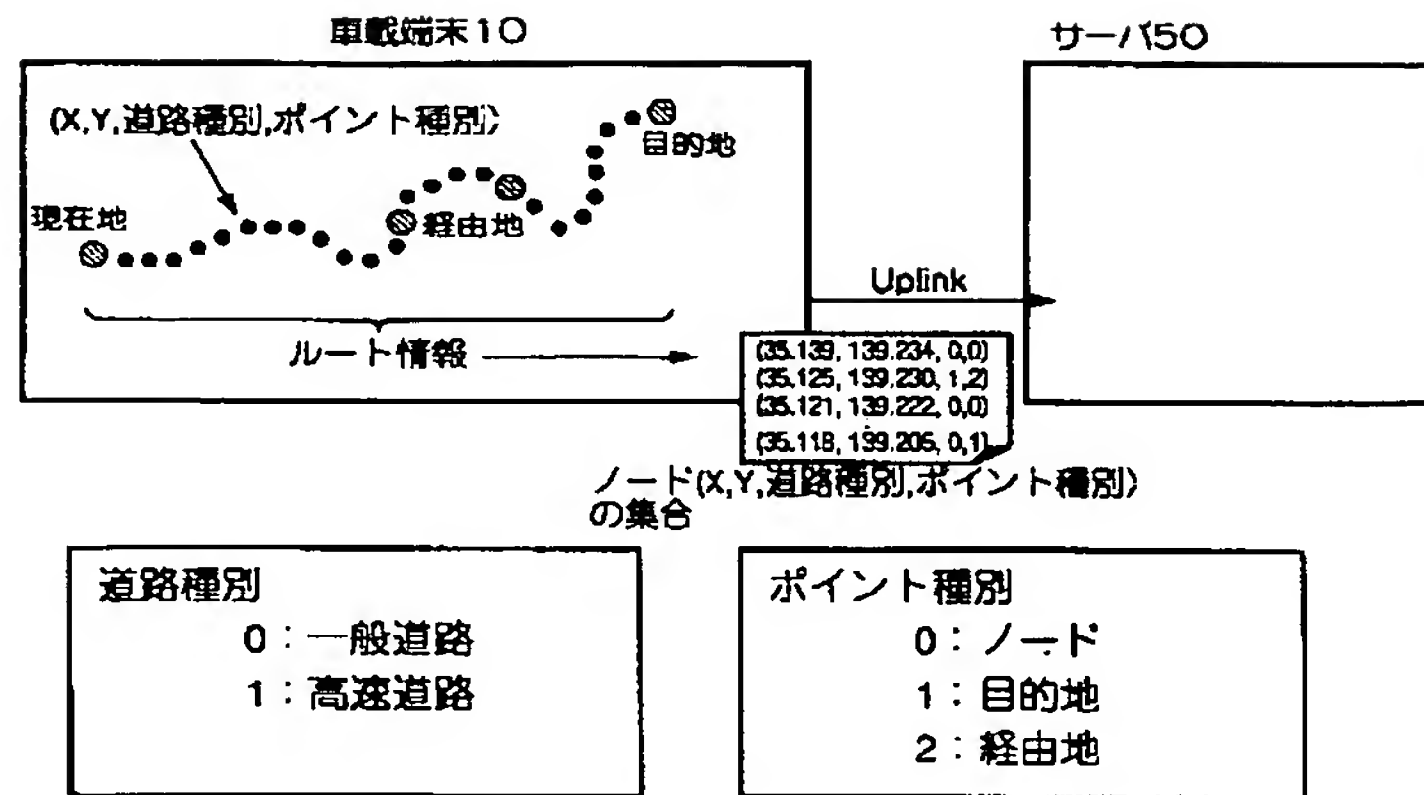 車載端末10
サーバ50
(X,Y,道路種別,ポイント種別)
目的地
現在地
経由地
Uplink
ルート情報
(35.139, 139.234, 0,0)
(35.125, 139.230, 1,2)
(35.121, 139.222, 0,0)
(35.118, 139.205, 0,1)
ノード(X,Y,道路種別,ポイント種別)
の集合
道路種別
0:一般道路
1:高速道路
ポイント種別
0:ノード
1:目的地
2:経由地